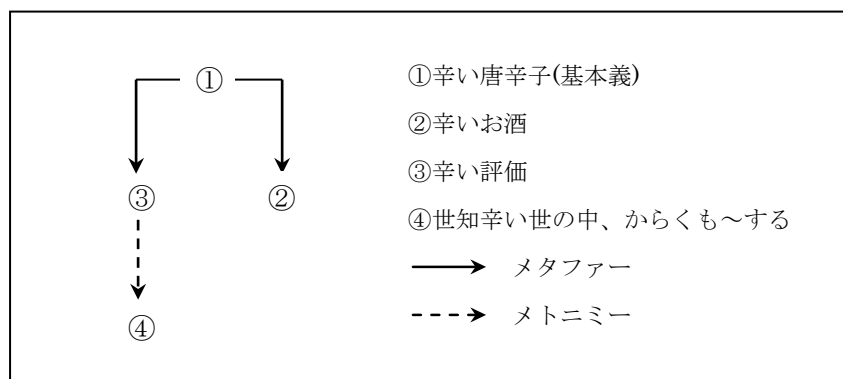 ①
③
②
④
①辛い唐辛子(基本義)
②辛いお酒
③辛い評価
④世知辛い世の中、からくも～する
メタファー
メトニミー